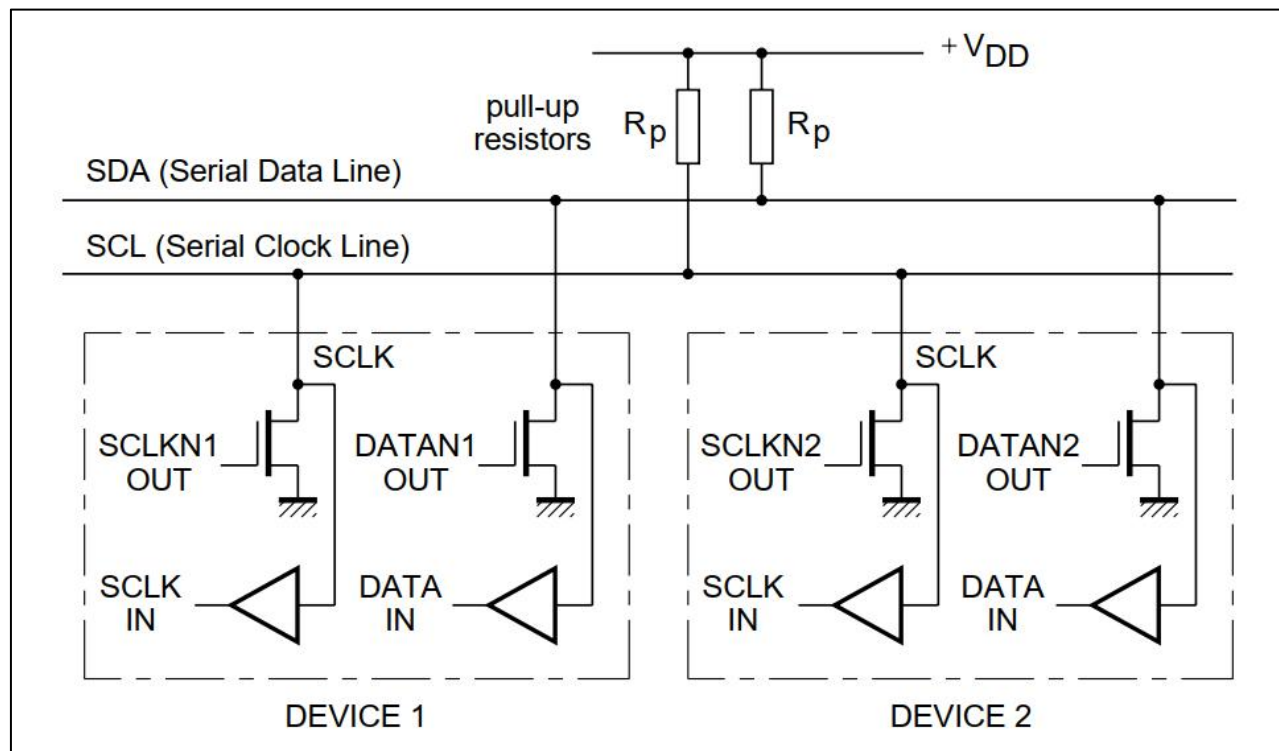 + VDD
pull-up
resistors
Rp
Rp
SDA (Serial Data Line)
SCL (Serial Clock Line)
SCLK
SCLKN1
OUT
DATAN1
OUT
SCLK
IN
DATA
IN
DEVICE 1
SCLK
SCLKN2
OUT
DATAN2
OUT
SCLK
IN
DATA
IN
DEVICE 2